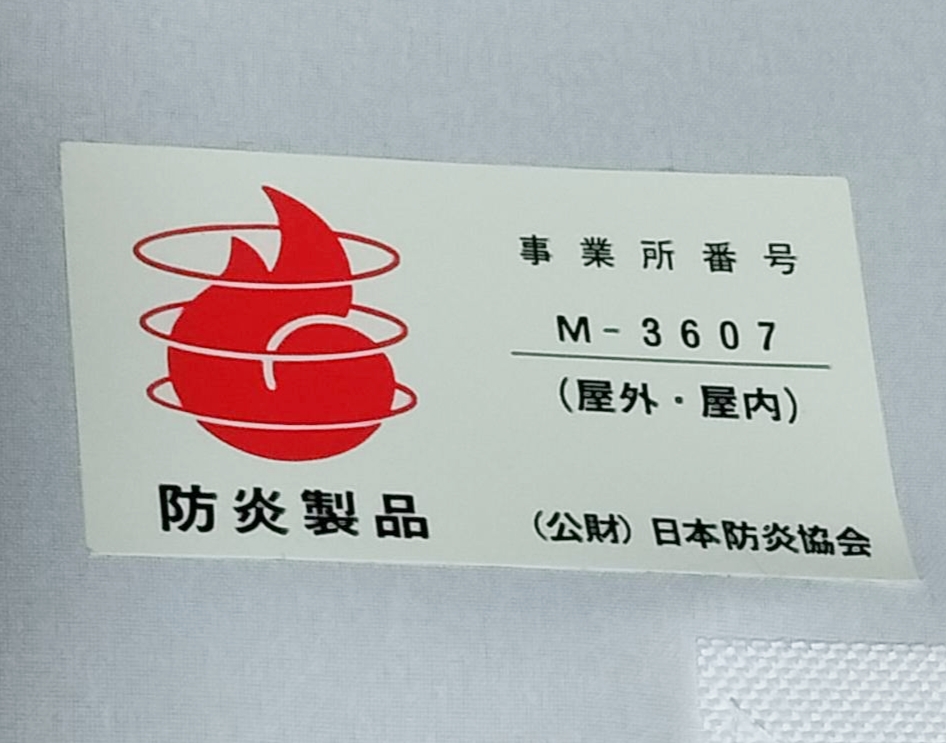 事業所番号
M-3607
(屋外・屋内)
防炎製品
(公財)日本防炎協会